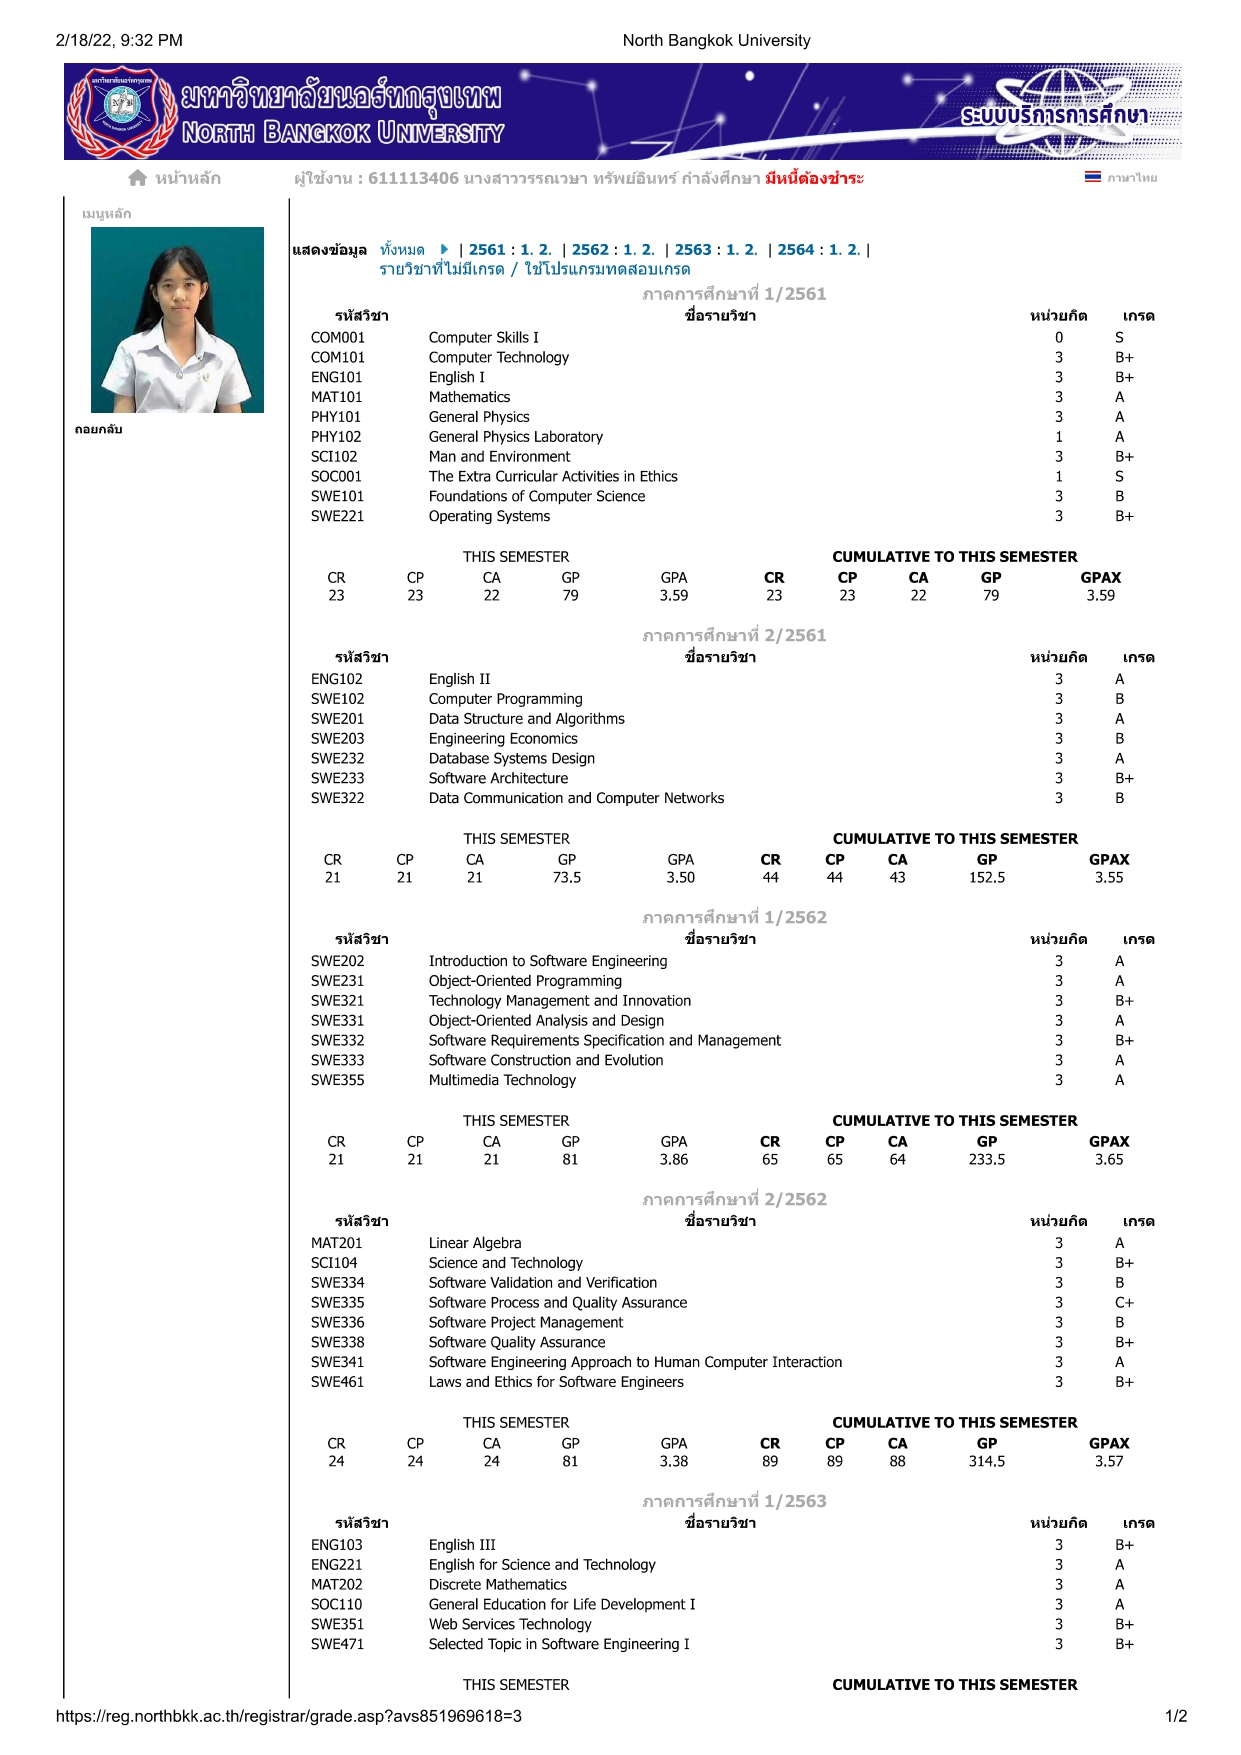 2/18/22, 9:32 PM North Bangkok University
มหาวิทยาลัยนอร์ทกรุงเทพ
NORTH BANGKOK UNIVERSITY
ระบบบริการการศึกษา
หน้าหลัก ผู้ใช้งาน : 611113406 นางสาววรรณวษา ทรัพย์อินทร์ กำลังศึกษา มีหนี้ต้องชำระ ภาษาไทย
เมนูหลัก
ถอยกลับ
แสดงข้อมูล ทั้งหมด | 2561 : 1. 2. | 2562 : 1. 2. | 2563 : 1. 2. | 2564 : 1. 2. |
รายวิชาที่ไม่มีเกรด / ใช้โปรแกรมทดสอบเกรด
ภาคการศึกษาที่ 1/2561
รหัสวิชา ชื่อรายวิชา หน่วยกิต เกรด
COM001 Computer Skills I 0 S
COM101 Computer Technology 3 B+
ENG101 English I 3 B+
MAT101 Mathematics 3 A
PHY101 General Physics 3 A
PHY102 General Physics Laboratory 1 A
SCI102 Man and Environment 3 B+
SOC001 The Extra Curricular Activities in Ethics 1 S
SWE101 Foundations of Computer Science 3 B
SWE221 Operating Systems 3 B+
THIS SEMESTER CUMULATIVE TO THIS SEMESTER
CR CP CA GP GPA CR CP CA GP GPAX
23 23 22 79 3.59 23 23 22 79 3.59
ภาคการศึกษาที่ 2/2561
รหัสวิชา ชื่อรายวิชา หน่วยกิต เกรด
ENG102 English II 3 A
SWE102 Computer Programming 3 B
SWE201 Data Structure and Algorithms 3 A
SWE203 Engineering Economics 3 B
SWE232 Database Systems Design 3 A
SWE233 Software Architecture 3 B+
SWE322 Data Communication and Computer Networks 3 B
THIS SEMESTER CUMULATIVE TO THIS SEMESTER
CR CP CA GP GPA CR CP CA GP GPAX
21 21 21 73.5 3.50 44 44 43 152.5 3.55
ภาคการศึกษาที่ 1/2562
รหัสวิชา ชื่อรายวิชา หน่วยกิต เกรด
SWE202 Introduction to Software Engineering 3 A
SWE231 Object-Oriented Programming 3 A
SWE321 Technology Management and Innovation 3 B+
SWE331 Object-Oriented Analysis and Design 3 A
SWE332 Software Requirements Specification and Management 3 B+
SWE333 Software Construction and Evolution 3 A
SWE355 Multimedia Technology 3 A
THIS SEMESTER CUMULATIVE TO THIS SEMESTER
CR CP CA GP GPA CR CP CA GP GPAX
21 21 21 81 3.86 65 65 64 233.5 3.65
ภาคการศึกษาที่ 2/2562
รหัสวิชา ชื่อรายวิชา หน่วยกิต เกรด
MAT201 Linear Algebra 3 A
SCI104 Science and Technology 3 B+
SWE334 Software Validation and Verification 3 B
SWE335 Software Process and Quality Assurance 3 C+
SWE336 Software Project Management 3 B
SWE338 Software Quality Assurance 3 B+
SWE341 Software Engineering Approach to Human Computer Interaction 3 A
SWE461 Laws and Ethics for Software Engineers 3 B+
THIS SEMESTER CUMULATIVE TO THIS SEMESTER
CR CP CA GP GPA CR CP CA GP GPAX
24 24 24 81 3.38 89 89 88 314.5 3.57
ภาคการศึกษาที่ 1/2563
รหัสวิชา ชื่อรายวิชา หน่วยกิต เกรด
ENG103 English III 3 B+
ENG221 English for Science and Technology 3 A
MAT202 Discrete Mathematics 3 A
SOC110 General Education for Life Development I 3 A
SWE351 Web Services Technology 3 B+
SWE471 Selected Topic in Software Engineering I 3 B+
THIS SEMESTER CUMULATIVE TO THIS SEMESTER
https://reg.northbkk.ac.th/registrar/grade.asp?avs851969618=3 1/2